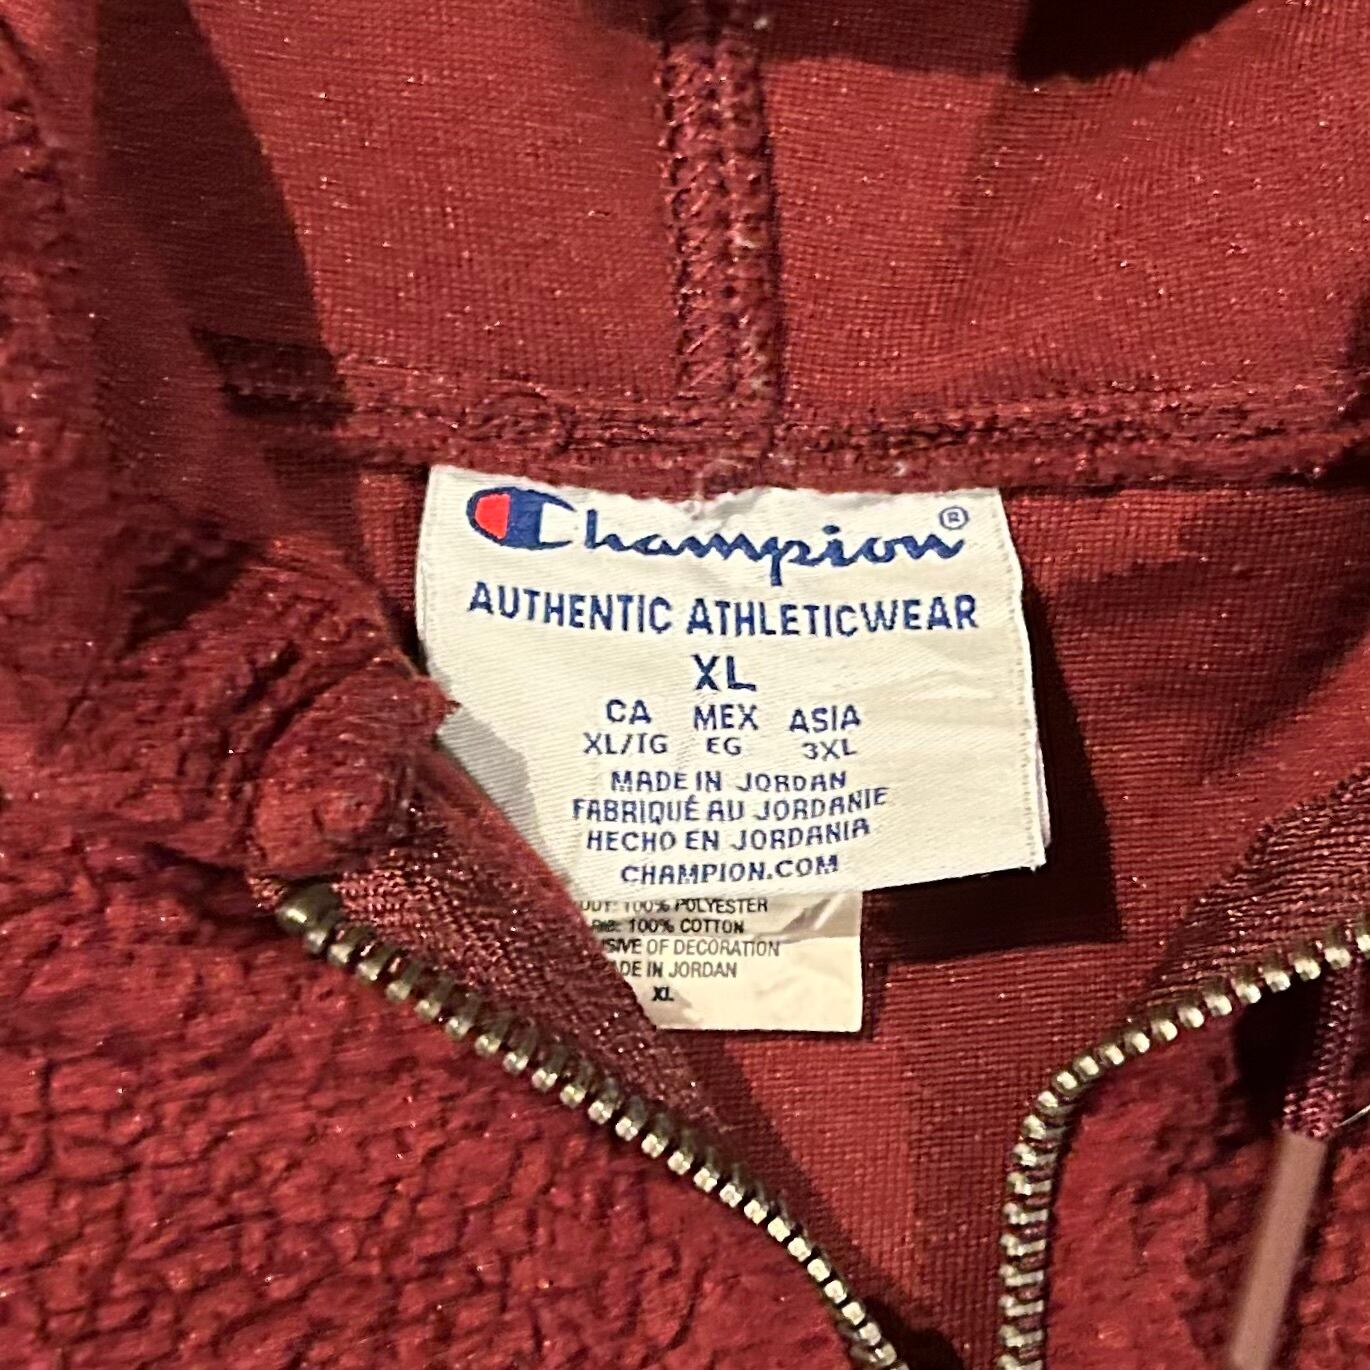 Champion®
AUTHENTIC ATHLETICWEAR
XL
CA MEX ASIA
XL/TG EG 3XL
MADE IN JORDAN
FABRIQUÉ AU JORDANIE
HECHO EN JORDANIA
CHAMPION.COM
100% POLYESTER
100% COTTON
OF DECORATION
IN JORDAN
XL